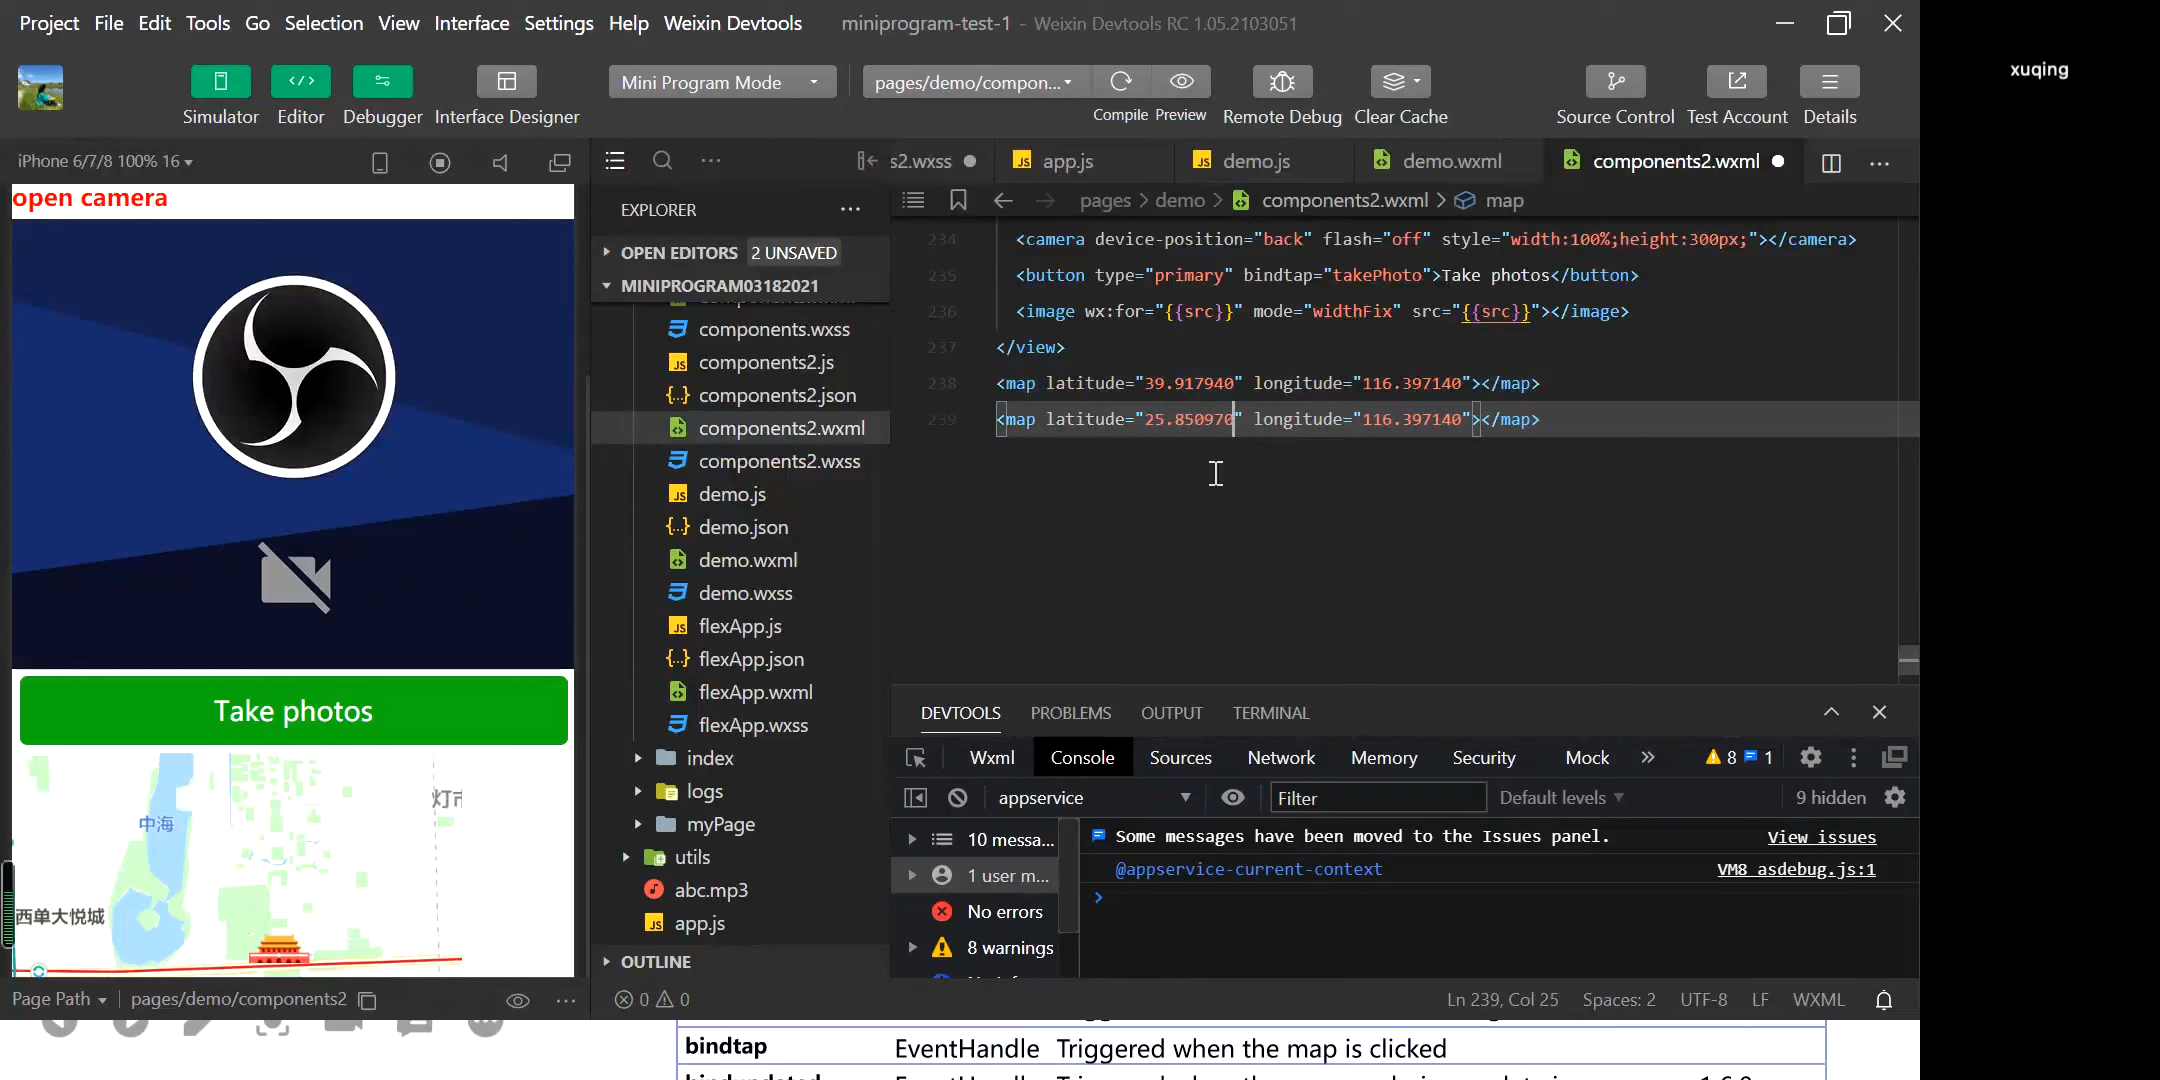 Project File Edit Tools Go Selection View Interface Settings Help Weixin Devtools miniprogram-test-1 - Weixin Devtools RC 1.05.2103051
xuqing
Mini Program Mode pages/demo/compon...
Simulator Editor Debugger Interface Designer Compile Preview Remote Debug Clear Cache Source Control Test Account Details
iPhone 6/7/8 100% 16
s2.wxss app.js demo.js demo.wxml components2.wxml
open camera
EXPLORER
pages > demo > components2.wxml > map
OPEN EDITORS 2 UNSAVED
MINIPROGRAM03182021
components.wxss
components2.js
components2.json
components2.wxml
components2.wxss
demo.js
demo.json
demo.wxml
demo.wxss
flexApp.js
flexApp.json
flexApp.wxml
flexApp.wxss
index
logs
myPage
utils
abc.mp3
app.js
OUTLINE
234 <camera device-position="back" flash="off" style="width:100%;height:300px;"></camera>
235 <button type="primary" bindtap="takePhoto">Take photos</button>
236 <image wx:for="{{src}}" mode="widthFix" src="{{src}}"></image>
237 </view>
238 <map latitude="39.917940" longitude="116.397140"></map>
239 <map latitude="25.850970" longitude="116.397140"></map>
Take photos
中海
西单大悦城
DEVTOOLS PROBLEMS OUTPUT TERMINAL
Wxml Console Sources Network Memory Security Mock 8 1
appservice Filter Default levels 9 hidden
10 messa...
1 user m...
No errors
8 warnings
Some messages have been moved to the Issues panel. View issues
@appservice-current-context VM8 asdebug.js:1
Page Path pages/demo/components2 0 0 Ln 239, Col 25 Spaces: 2 UTF-8 LF WXML
bindtap EventHandle Triggered when the map is clicked